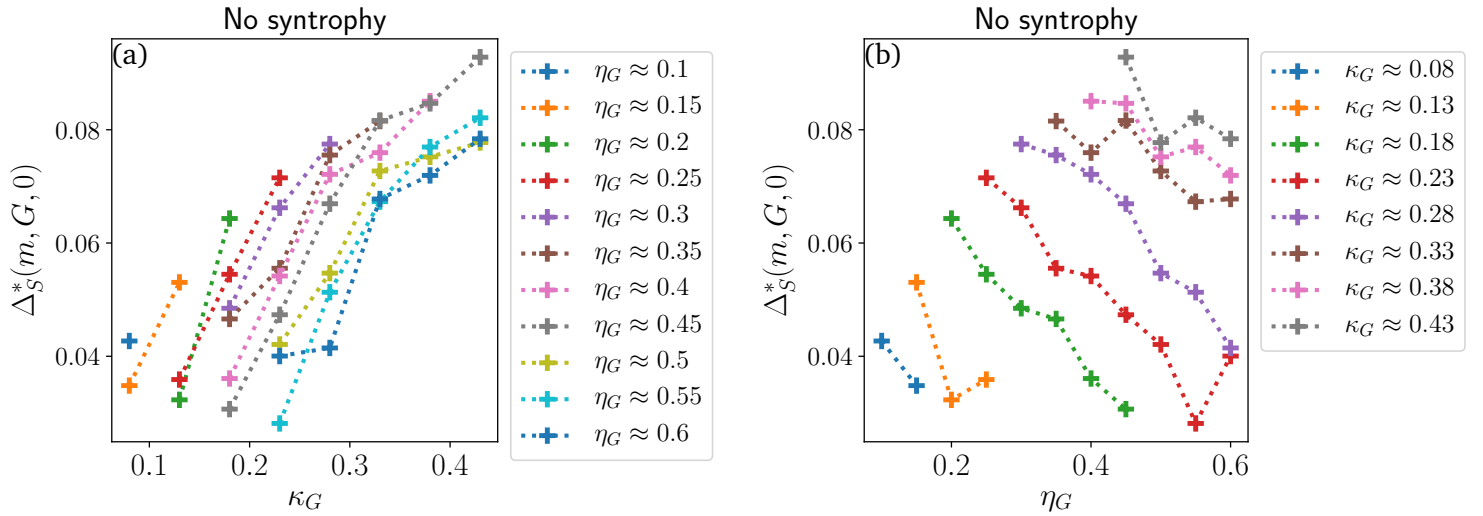 No syntrophy
(a)
0.08
0.06
0.04
Δ*_S(m, G, 0)
0.1 0.2 0.3 0.4
κ_G
η_G ≈ 0.1
η_G ≈ 0.15
η_G ≈ 0.2
η_G ≈ 0.25
η_G ≈ 0.3
η_G ≈ 0.35
η_G ≈ 0.4
η_G ≈ 0.45
η_G ≈ 0.5
η_G ≈ 0.55
η_G ≈ 0.6
No syntrophy
(b)
0.08
0.06
0.04
Δ*_S(m, G, 0)
0.2 0.4 0.6
η_G
κ_G ≈ 0.08
κ_G ≈ 0.13
κ_G ≈ 0.18
κ_G ≈ 0.23
κ_G ≈ 0.28
κ_G ≈ 0.33
κ_G ≈ 0.38
κ_G ≈ 0.43